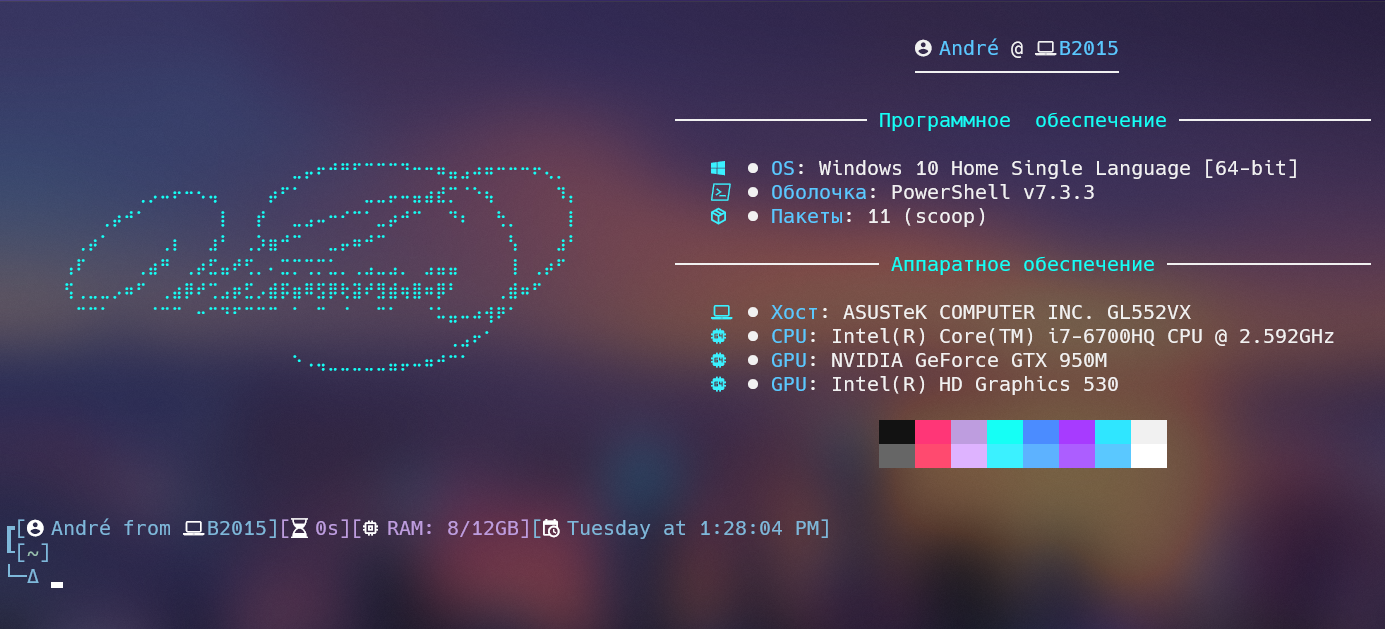 André @ B2015
Программное обеспечение
● OS: Windows 10 Home Single Language [64-bit]
● Оболочка: PowerShell v7.3.3
● Пакеты: 11 (scoop)
Аппаратное обеспечение
● Хост: ASUSTeK COMPUTER INC. GL552VX
● CPU: Intel(R) Core(TM) i7-6700HQ CPU @ 2.592GHz
● GPU: NVIDIA GeForce GTX 950M
● GPU: Intel(R) HD Graphics 530
[André from B2015][0s][RAM: 8/12GB][Tuesday at 1:28:04 PM]
[~]
└─Δ